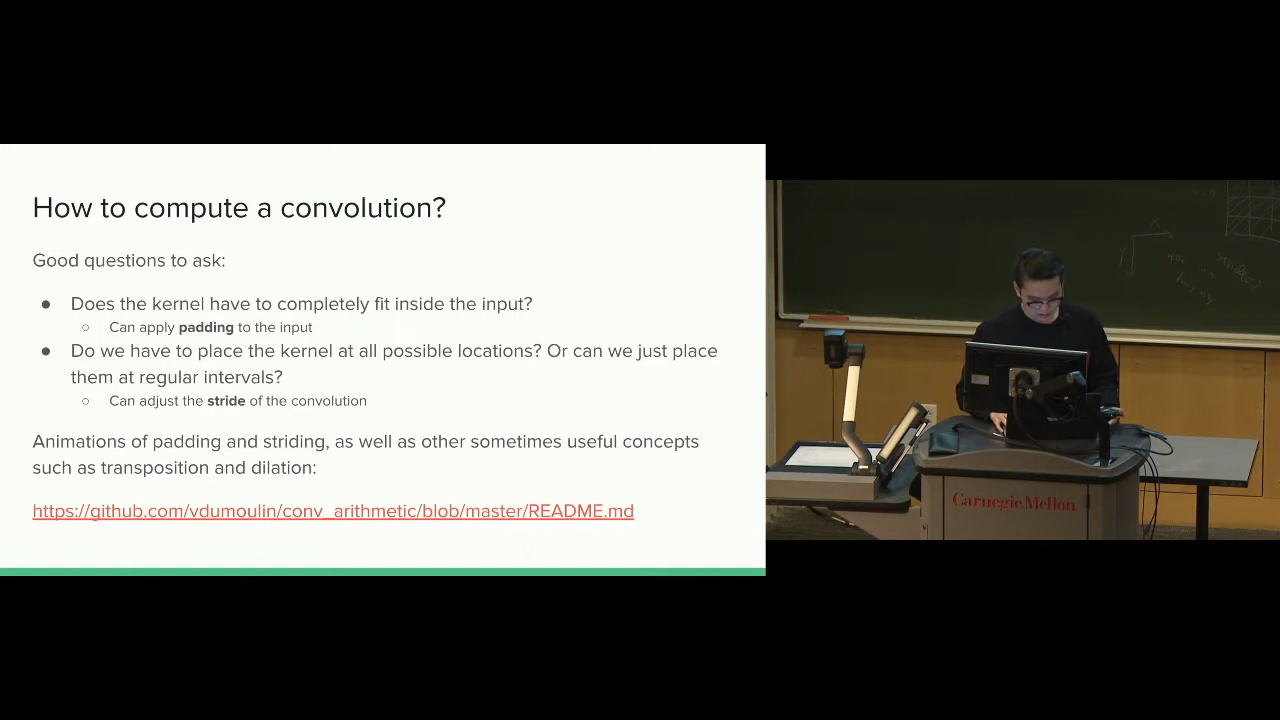 How to compute a convolution?
Good questions to ask:
● Does the kernel have to completely fit inside the input?
○ Can apply padding to the input
● Do we have to place the kernel at all possible locations? Or can we just place
them at regular intervals?
○ Can adjust the stride of the convolution
Animations of padding and striding, as well as other sometimes useful concepts
such as transposition and dilation:
https://github.com/vdumoulin/conv_arithmetic/blob/master/README.md
Carnegie Mellon